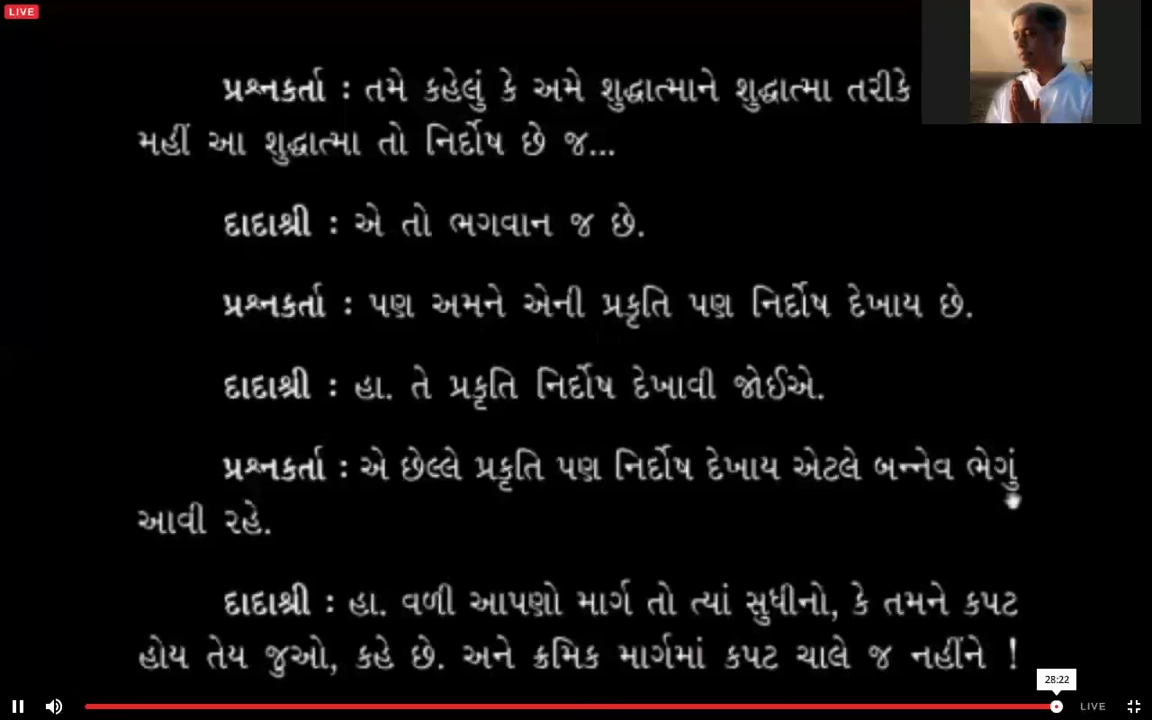 LIVE
પ્રશ્નકર્તા : તમે કહેલું કે અમે શુદ્ધાત્માને શુદ્ધાત્મા તરીકે
મહીં આ શુદ્ધાત્મા તો નિર્દોષ છે જ...
દાદાશ્રી : એ તો ભગવાન જ છે.
પ્રશ્નકર્તા : પણ અમને એની પ્રકૃતિ પણ નિર્દોષ દેખાય છે.
દાદાશ્રી : હા. તે પ્રકૃતિ નિર્દોષ દેખાવી જોઈએ.
પ્રશ્નકર્તા : એ છેલ્લે પ્રકૃતિ પણ નિર્દોષ દેખાય એટલે બન્નેવ ભેગું
આવી રહે.
દાદાશ્રી : હા. વળી આપણો માર્ગ તો ત્યાં સુધીનો, કે તમને કપટ
હોય તેય જુઓ, કહે છે. અને ક્રમિક માર્ગમાં કપટ ચાલે જ નહીંને !
28:22
LIVE